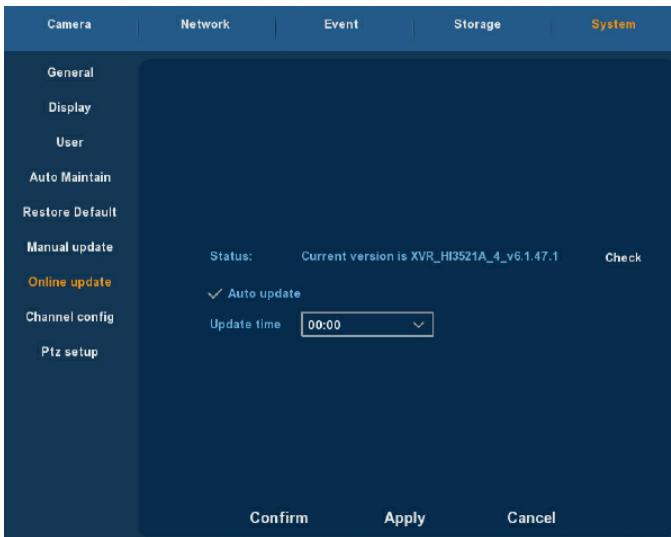 Camera Network Event Storage System
General
Display
User
Auto Maintain
Restore Default
Manual update
Online update
Channel config
Ptz setup
Status: Current version is XVR_HI3521A_4_v6.1.47.1 Check
Auto update
Update time 00:00
Confirm Apply Cancel